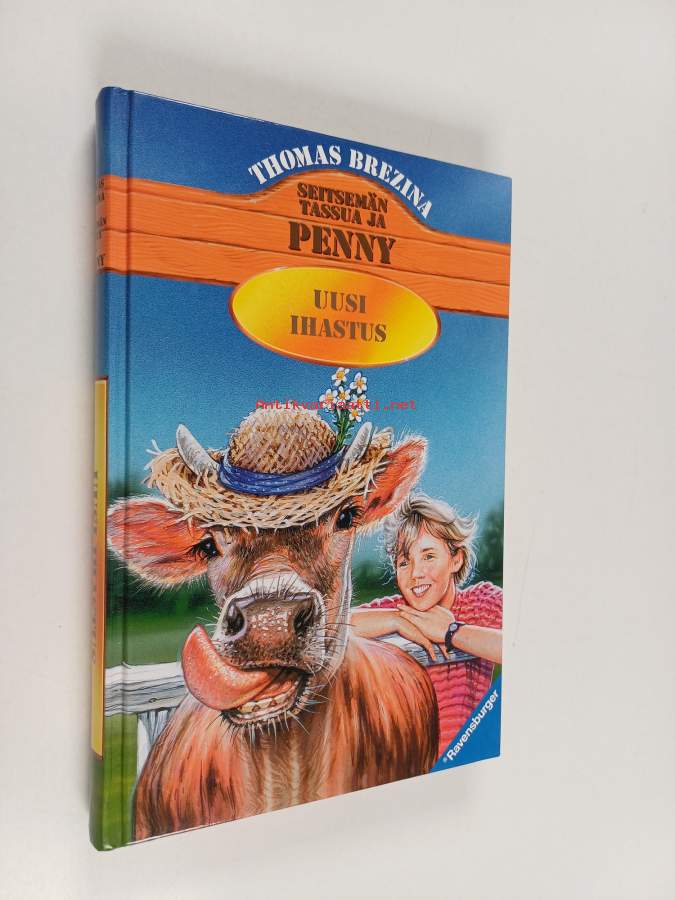 THOMAS BREZINA
SEITSEMÄN
TASSUA JA
PENNY
UUSI
IHASTUS
Antikvariaatti.net
®Ravensburger